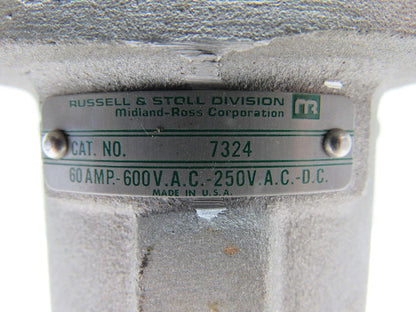 RUSSELL & STOLL DIVISION
Midland-Ross Corporation
CAT. NO. 7324
60 AMP.-600V.A.C.-250V.A.C.-D.C.
MADE IN U.S.A.